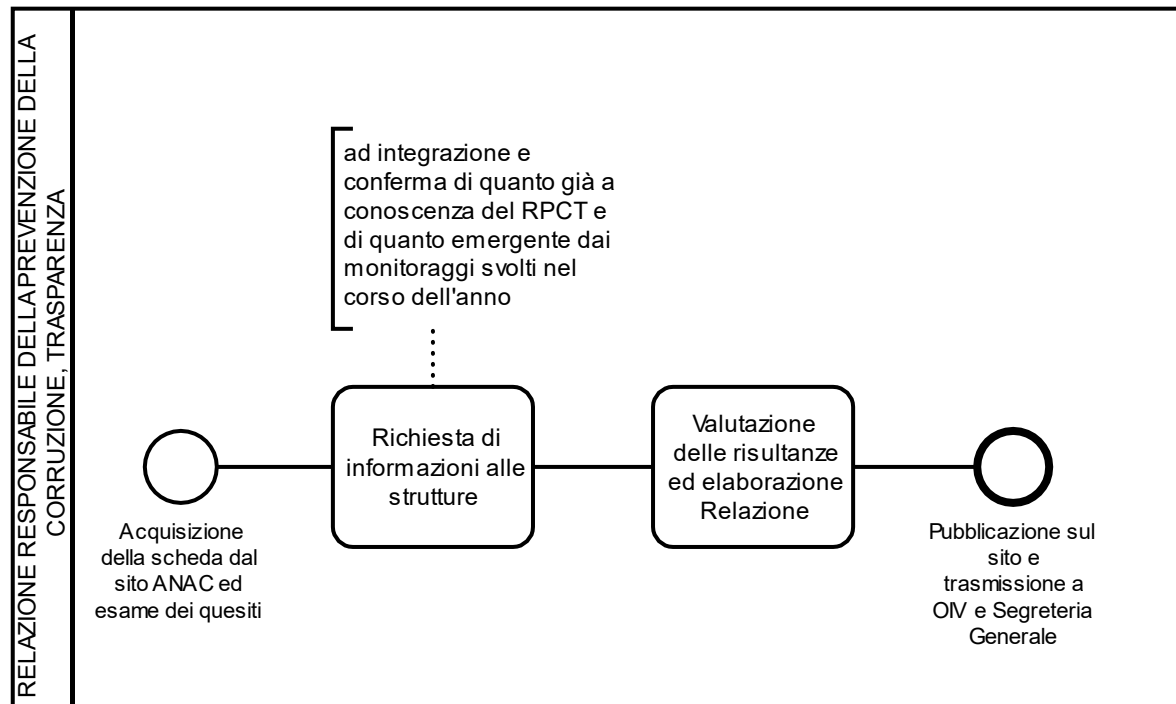 RELAZIONE RESPONSABILE DELLA PREVENZIONE DELLA
CORRUZIONE, TRASPARENZA
ad integrazione e
conferma di quanto già a
conoscenza del RPCT e
di quanto emergente dai
monitoraggi svolti nel
corso dell'anno
Acquisizione
della scheda dal
sito ANAC ed
esame dei quesiti
Richiesta di
informazioni alle
strutture
Valutazione
delle risultanze
ed elaborazione
Relazione
Pubblicazione sul
sito e
trasmissione a
OIV e Segreteria
Generale